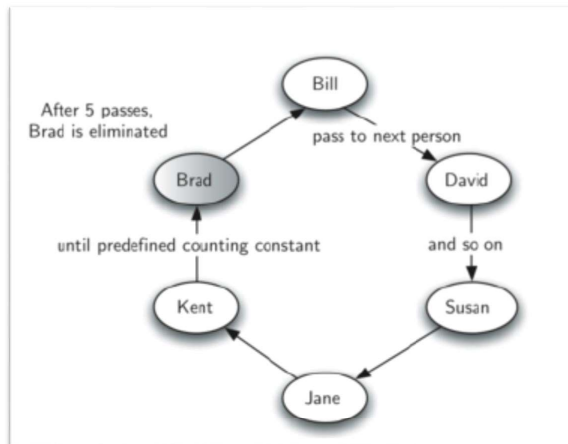 Bill
After 5 passes,
Brad is eliminated
pass to next person
Brad
David
until predefined counting constant
and so on
Kent
Susan
Jane